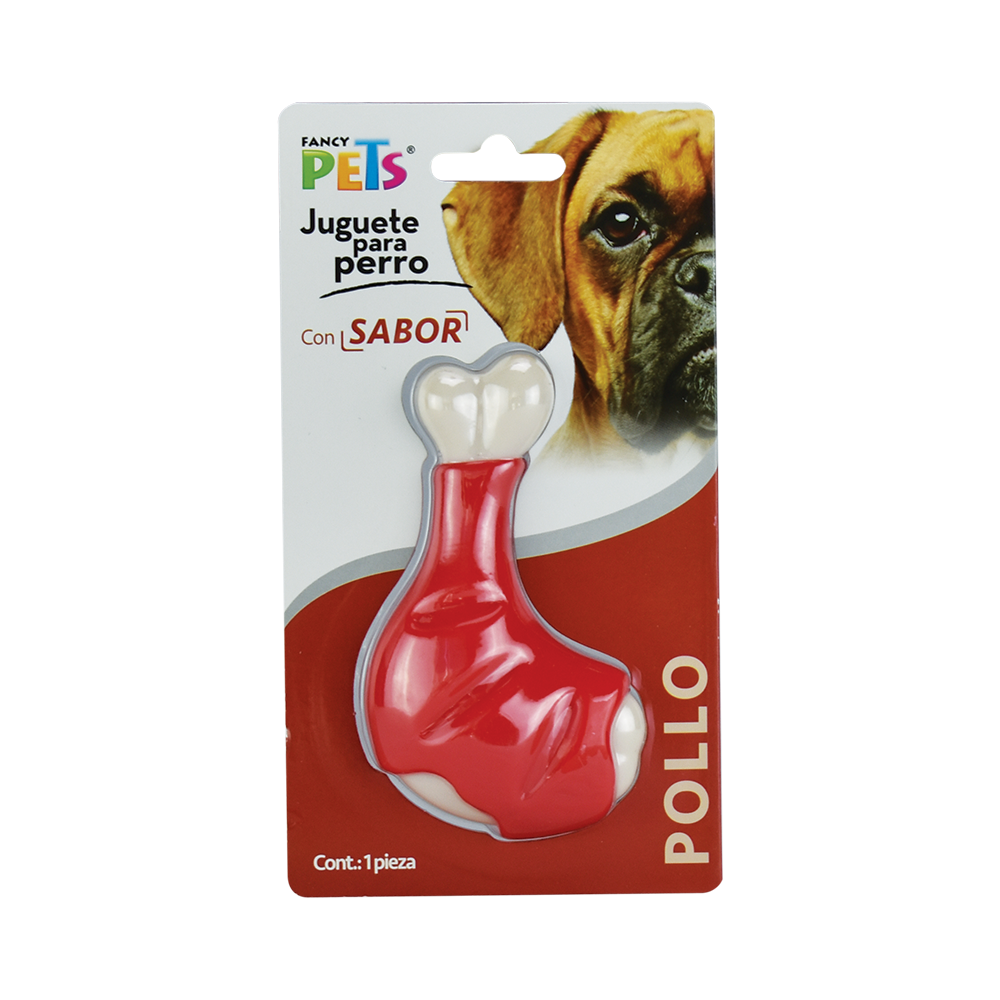 FANCY
PETS®
Juguete
para
perro
Con SABOR
POLLO
Cont.: 1 pieza